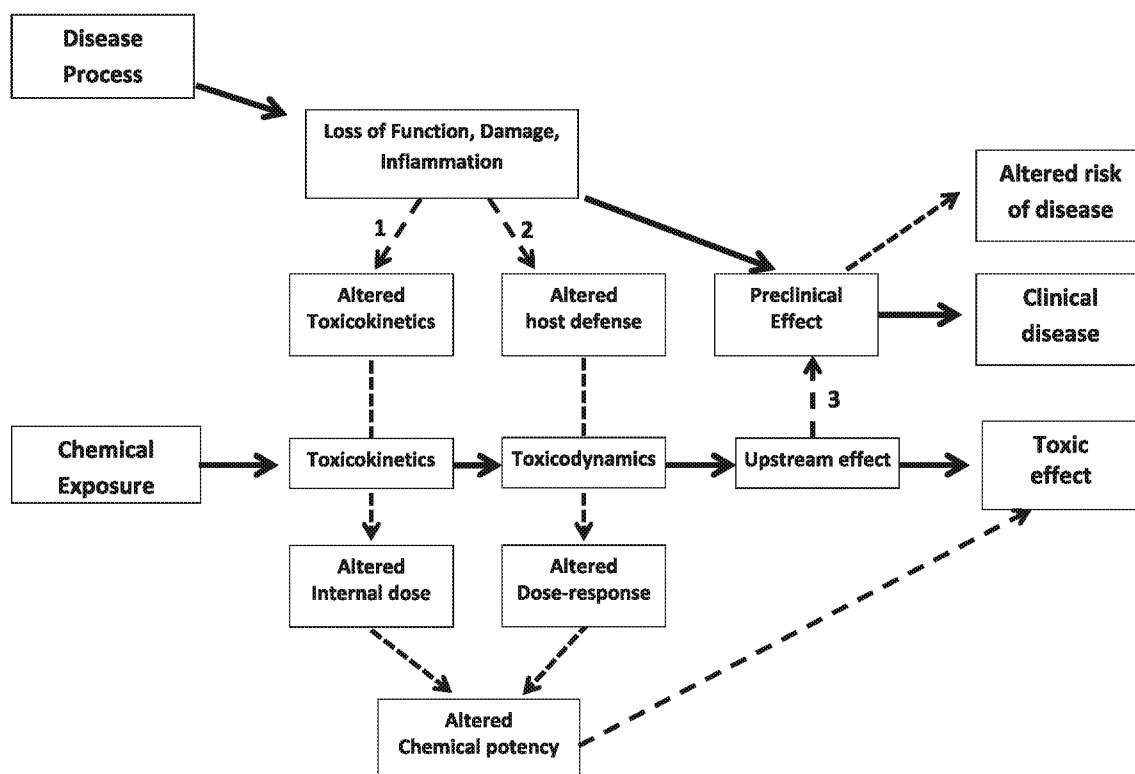 Disease
Process
Loss of Function, Damage,
Inflammation
Altered risk
of disease
1
2
Altered
Toxicokinetics
Altered
host defense
Preclinical
Effect
Clinical
disease
3
Chemical
Exposure
Toxicokinetics
Toxicodynamics
Upstream effect
Toxic
effect
Altered
Internal dose
Altered
Dose-response
Altered
Chemical potency